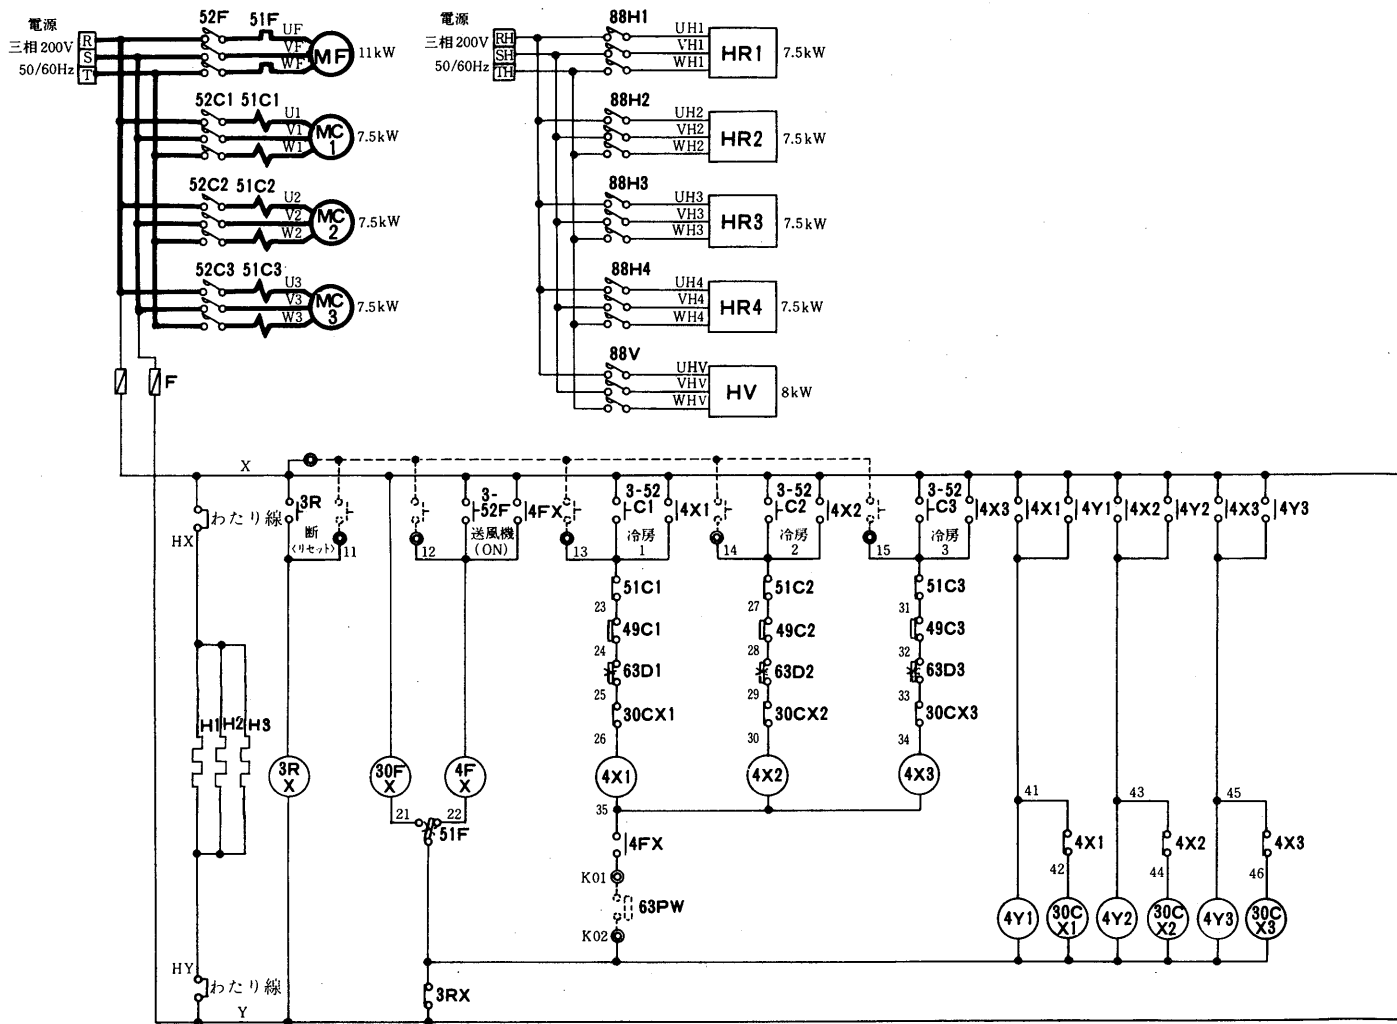 電源
三相200V
50/60Hz
R
S
T
52F 51F
UF
VF
WF
MF
11kW
52C1 51C1
U1
V1
W1
MC
1
7.5kW
52C2 51C2
U2
V2
W2
MC
2
7.5kW
52C3 51C3
U3
V3
W3
MC
3
7.5kW
F
電源
三相200V
50/60Hz
RH
SH
TH
88H1
UH1
VH1
WH1
HR1
7.5kW
88H2
UH2
VH2
WH2
HR2
7.5kW
88H3
UH3
VH3
WH3
HR3
7.5kW
88H4
UH4
VH4
WH4
HR4
7.5kW
88V
UHV
VHV
WHV
HV
8kW
X
わたり線
HX
3R
断
〈リセット〉
11
12
3-
52F
送風機
(ON)
4FX
13
3-52
C1
冷房
1
4X1
14
3-52
C2
冷房
2
4X2
15
3-52
C3
冷房
3
4X3
4X1
4Y1
4X2
4Y2
4X3
4Y3
51C1
23
49C1
24
63D1
25
30CX1
26
4X1
51C2
27
49C2
28
63D2
29
30CX2
30
4X2
51C3
31
49C3
32
63D3
33
30CX3
34
4X3
H1 H2 H3
3R
X
30F
X
4F
X
21
22
51F
35
4FX
K01
63PW
K02
41
4X1
42
43
4X2
44
45
4X3
46
4Y1
30C
X1
4Y2
30C
X2
4Y3
30C
X3
HY
わたり線
3RX
Y